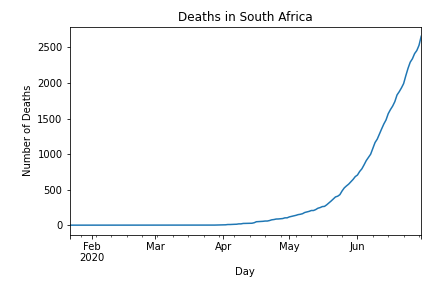 Deaths in South Africa
Number of Deaths
2500
2000
1500
1000
500
0
Feb
2020
Mar
Apr
May
Jun
Day